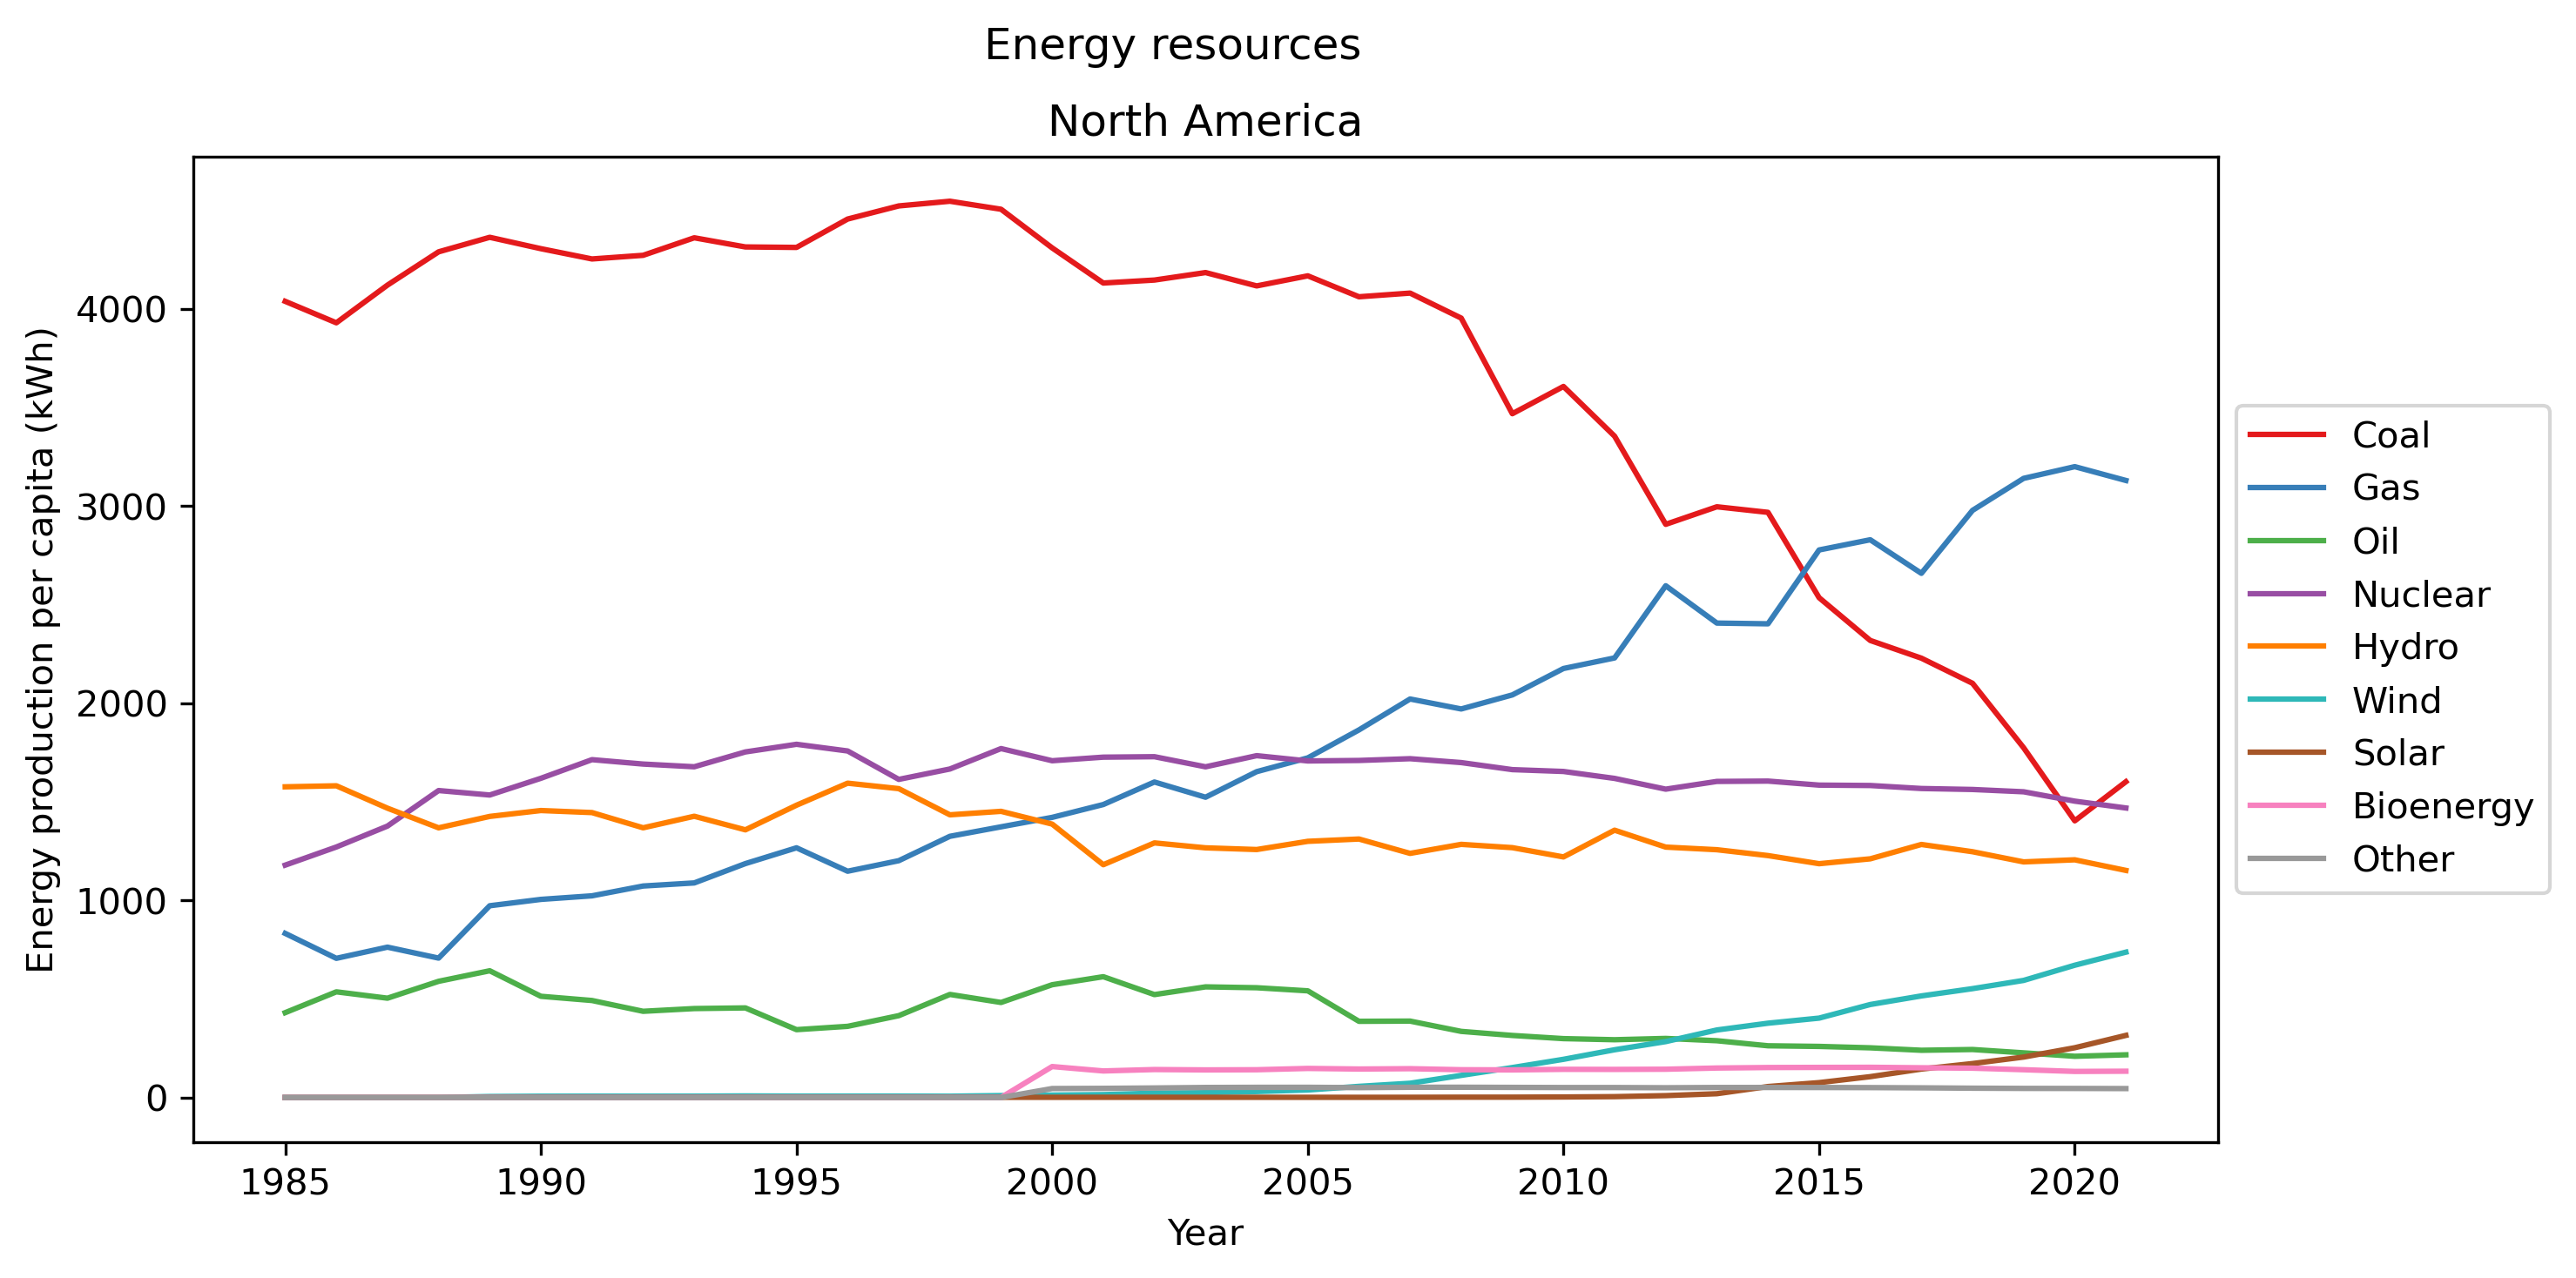 Energy resources
North America
Energy production per capita (kWh)
4000
3000
2000
1000
0
1985 1990 1995 2000 2005 2010 2015 2020
Year
Coal
Gas
Oil
Nuclear
Hydro
Wind
Solar
Bioenergy
Other